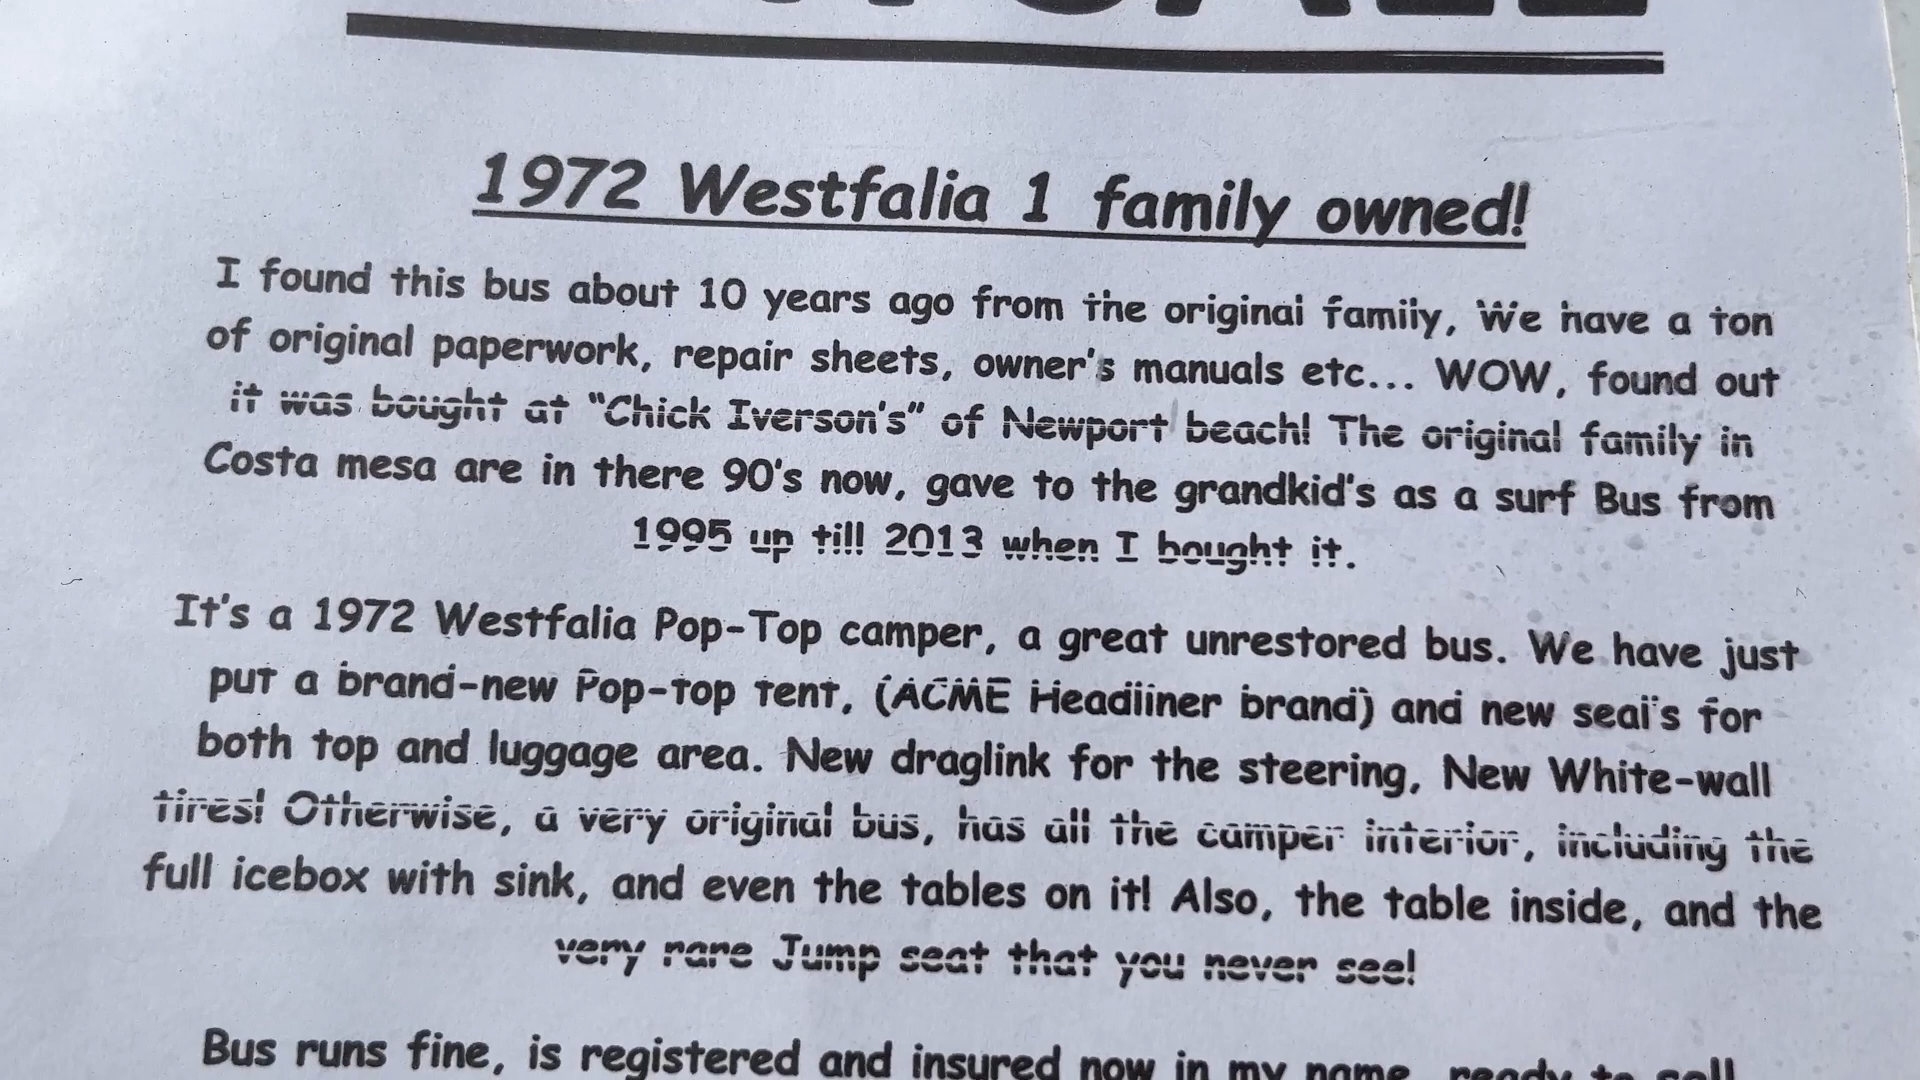 1972 Westfalia 1 family owned!
I found this bus about 10 years ago from the original family, We have a ton
of original paperwork, repair sheets, owner's manuals etc... WOW, found out
it was bought at "Chick Iverson's" of Newport beach! The original family in
Costa mesa are in there 90's now, gave to the grandkid's as a surf Bus from
1995 up till 2013 when I bought it.
It's a 1972 Westfalia Pop-Top camper, a great unrestored bus. We have just
put a brand-new Pop-top tent, (ACME Headliner brand) and new seal's for
both top and luggage area. New draglink for the steering, New White-wall
tires! Otherwise, a very original bus, has all the camper interior, including the
full icebox with sink, and even the tables on it! Also, the table inside, and the
very rare Jump seat that you never see!
Bus runs fine, is registered and insured now in my name, ready to sell